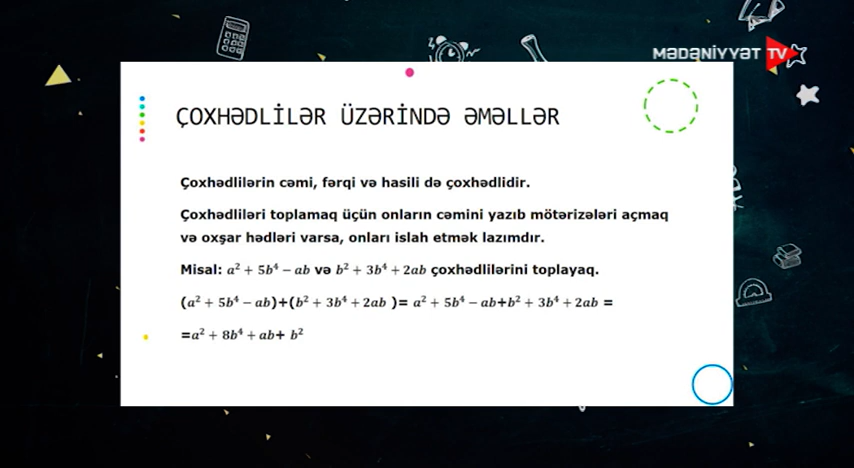 MƏDƏNİYYƏT TV
ÇOXHƏDLİLƏR ÜZƏRİNDƏ ƏMƏLLƏR
Çoxhədlilərin cəmi, fərqi və hasili də çoxhədlidir.
Çoxhədliləri toplamaq üçün onların cəmini yazıb mötərizələri açmaq
və oxşar hədləri varsa, onları islah etmək lazımdır.
Misal: a² + 5b⁴ − ab və b² + 3b⁴ + 2ab çoxhədlilərini toplayaq.
(a² + 5b⁴ − ab)+(b² + 3b⁴ + 2ab )= a² + 5b⁴ − ab+b² + 3b⁴ + 2ab =
=a² + 8b⁴ + ab+ b²